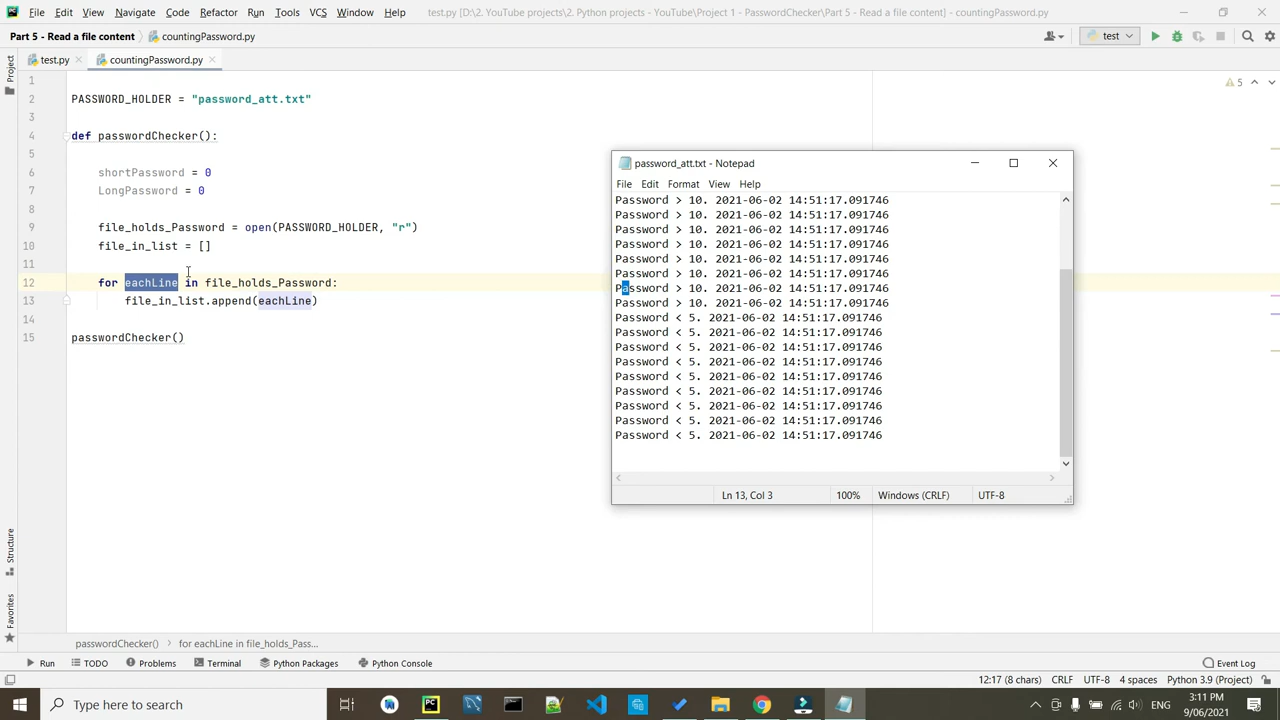 File Edit View Navigate Code Refactor Run Tools VCS Window Help test.py [D:\2. YouTube projects\2. Python projects - YouTube\Project 1 - PasswordChecker\Part 5 - Read a file content] - countingPassword.py
Part 5 - Read a file content countingPassword.py test
test.py countingPassword.py
Project
1
2 PASSWORD_HOLDER = "password_att.txt"
3
4 def passwordChecker():
5
6 shortPassword = 0
7 LongPassword = 0
8
9 file_holds_Password = open(PASSWORD_HOLDER, "r")
10 file_in_list = []
11
12 for eachLine in file_holds_Password:
13 file_in_list.append(eachLine)
14
15 passwordChecker()
5
password_att.txt - Notepad
File Edit Format View Help
Password > 10. 2021-06-02 14:51:17.091746
Password > 10. 2021-06-02 14:51:17.091746
Password > 10. 2021-06-02 14:51:17.091746
Password > 10. 2021-06-02 14:51:17.091746
Password > 10. 2021-06-02 14:51:17.091746
Password > 10. 2021-06-02 14:51:17.091746
Password > 10. 2021-06-02 14:51:17.091746
Password > 10. 2021-06-02 14:51:17.091746
Password < 5. 2021-06-02 14:51:17.091746
Password < 5. 2021-06-02 14:51:17.091746
Password < 5. 2021-06-02 14:51:17.091746
Password < 5. 2021-06-02 14:51:17.091746
Password < 5. 2021-06-02 14:51:17.091746
Password < 5. 2021-06-02 14:51:17.091746
Password < 5. 2021-06-02 14:51:17.091746
Password < 5. 2021-06-02 14:51:17.091746
Password < 5. 2021-06-02 14:51:17.091746
Ln 13, Col 3 100% Windows (CRLF) UTF-8
Structure
Favorites
passwordChecker() for eachLine in file_holds_Pass...
Run TODO Problems Terminal Python Packages Python Console Event Log
12:17 (8 chars) CRLF UTF-8 4 spaces Python 3.9 (Project)
Type here to search ENG 3:11 PM
9/06/2021